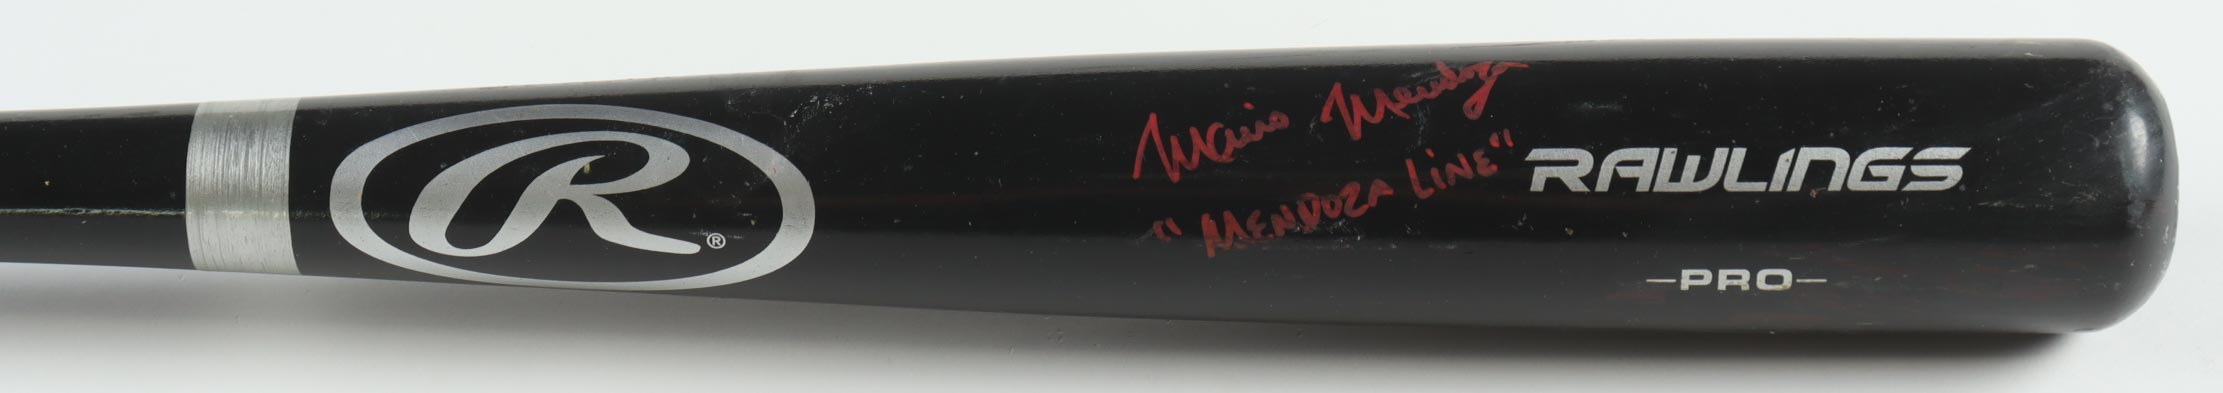 R ®
Mario Mendoza
"MENDOZA LINE"
RAWLINGS
-PRO-